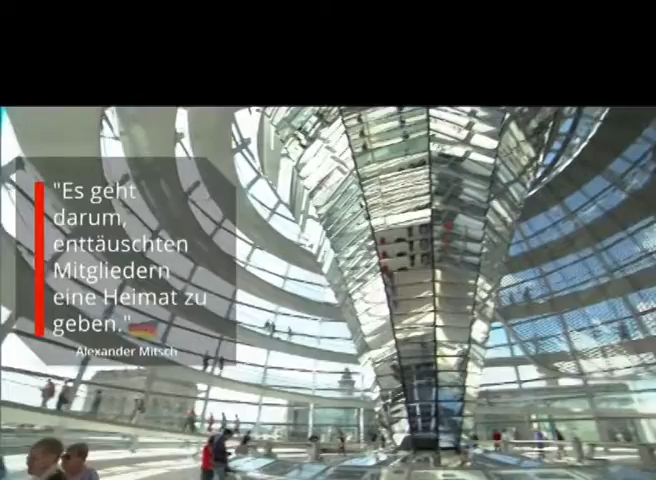 "Es geht
darum,
enttäuschten
Mitgliedern
eine Heimat zu
geben."
Alexander Mitsch